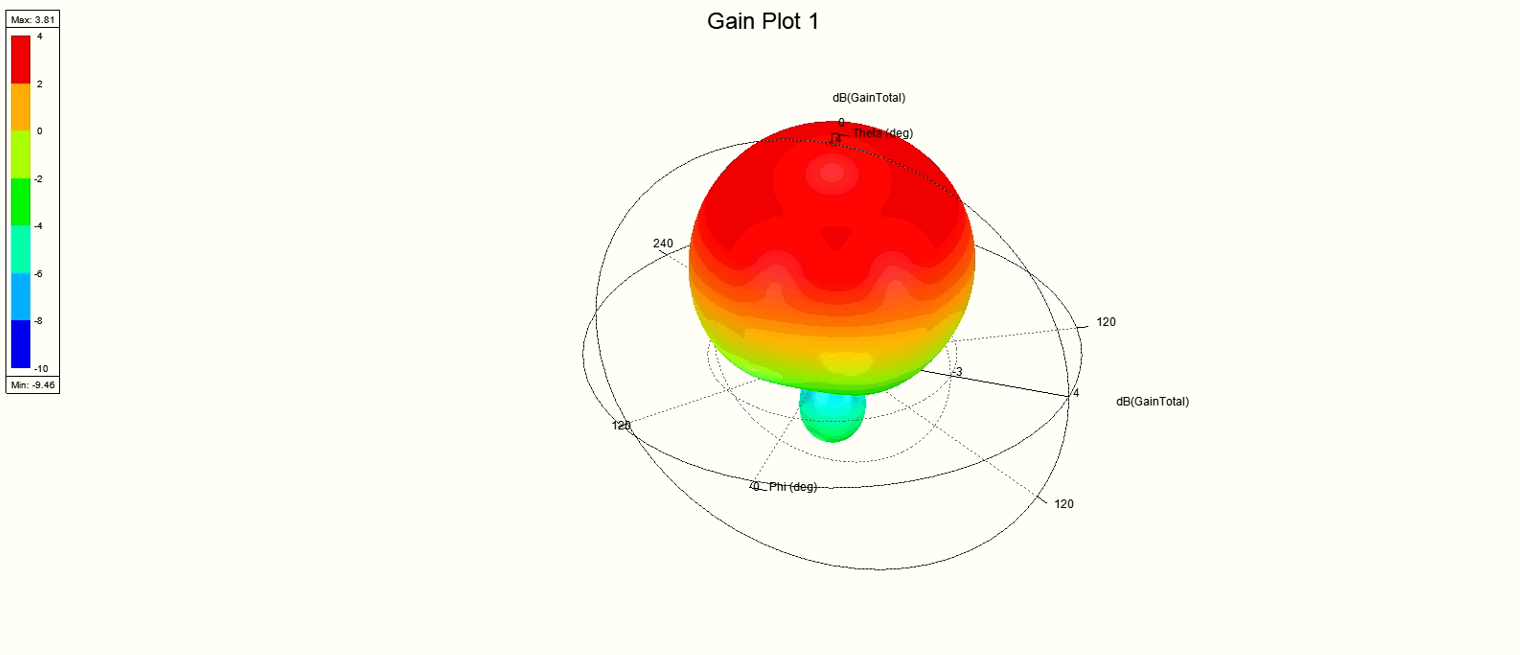 Gain Plot 1
Max: 3.81
4
2
0
-2
-4
-6
-8
-10
Min: -9.46
dB(GainTotal)
0
Theta (deg)
4
240
120
-3
4
dB(GainTotal)
120
0 Phi (deg)
120